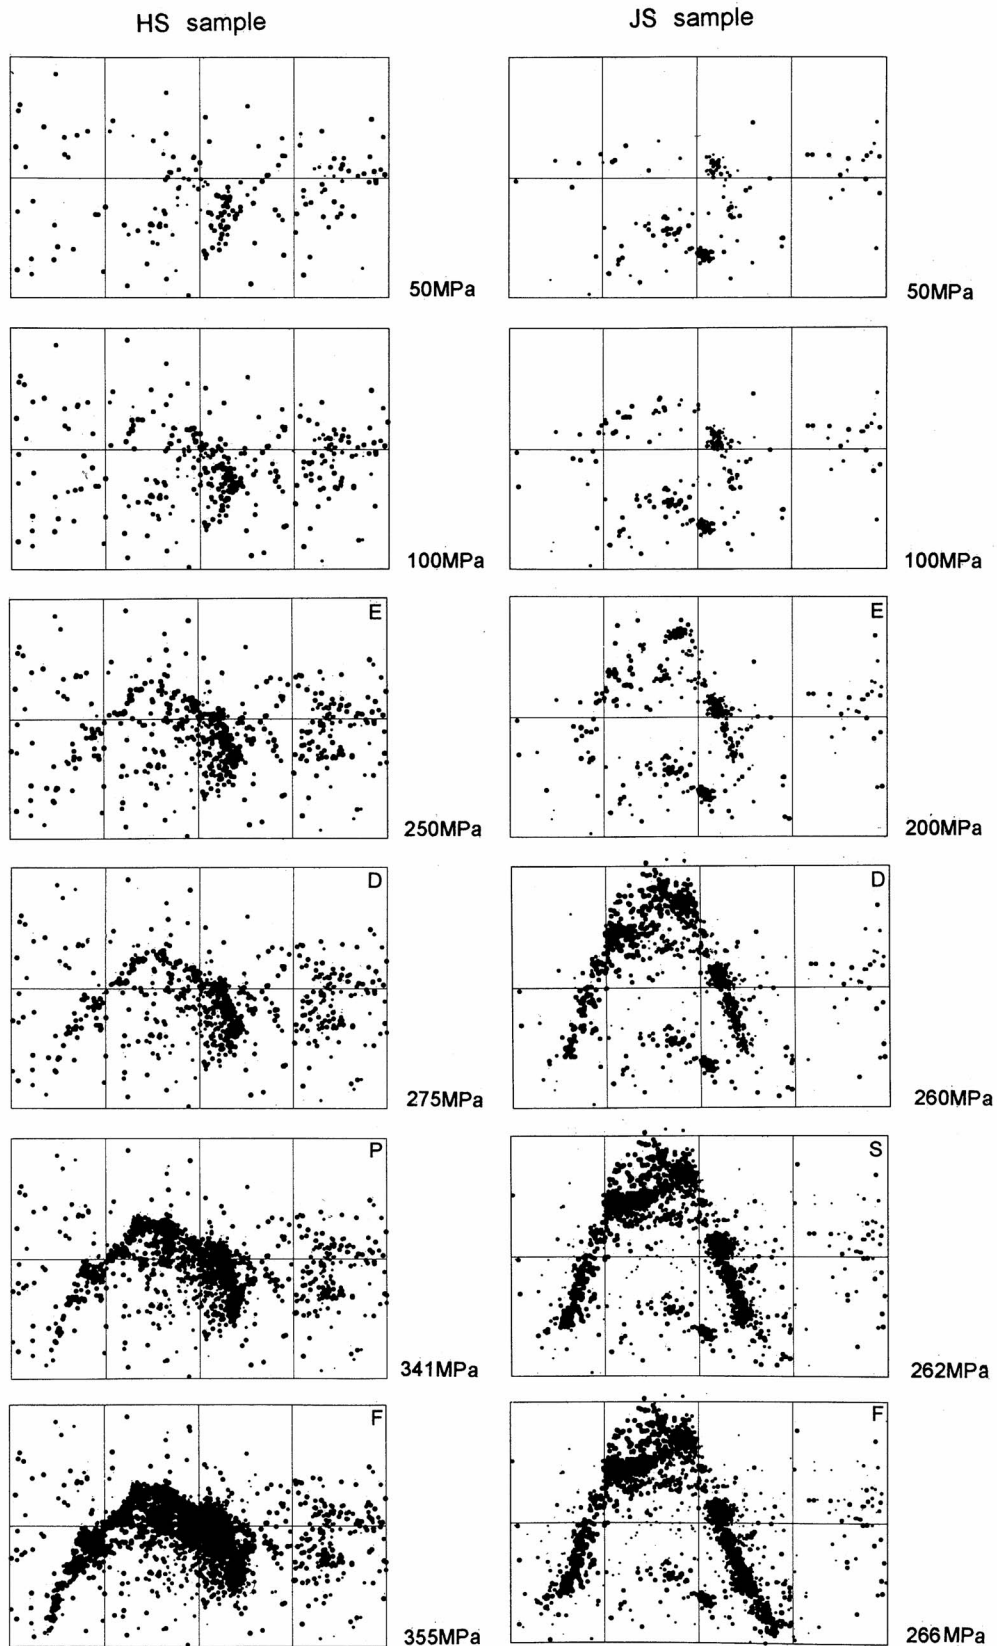 HS sample JS sample
50MPa 50MPa
100MPa 100MPa
E E
250MPa 200MPa
D D
275MPa 260MPa
P S
341MPa 262MPa
F F
355MPa 266MPa